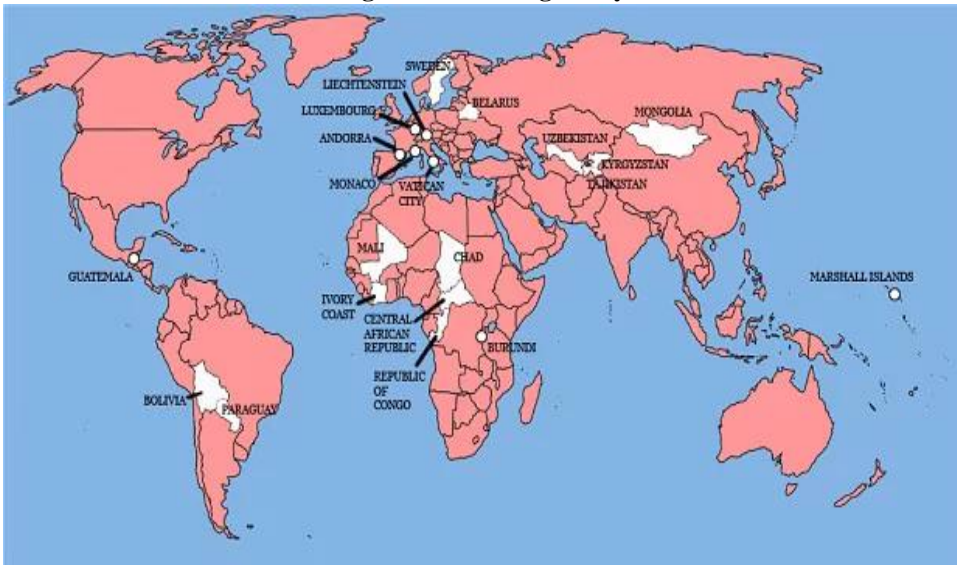 SWEDEN
LIECHTENSTEIN
LUXEMBOURG
BELARUS
MONGOLIA
ANDORRA
UZBEKISTAN
KYRGYZSTAN
MONACO
VATICAN
CITY
TAJIKISTAN
MALI
CHAD
GUATEMALA
MARSHALL ISLANDS
IVORY
COAST
CENTRAL
AFRICAN
REPUBLIC
BURUNDI
REPUBLIC
OF
CONGO
BOLIVIA
PARAGUAY